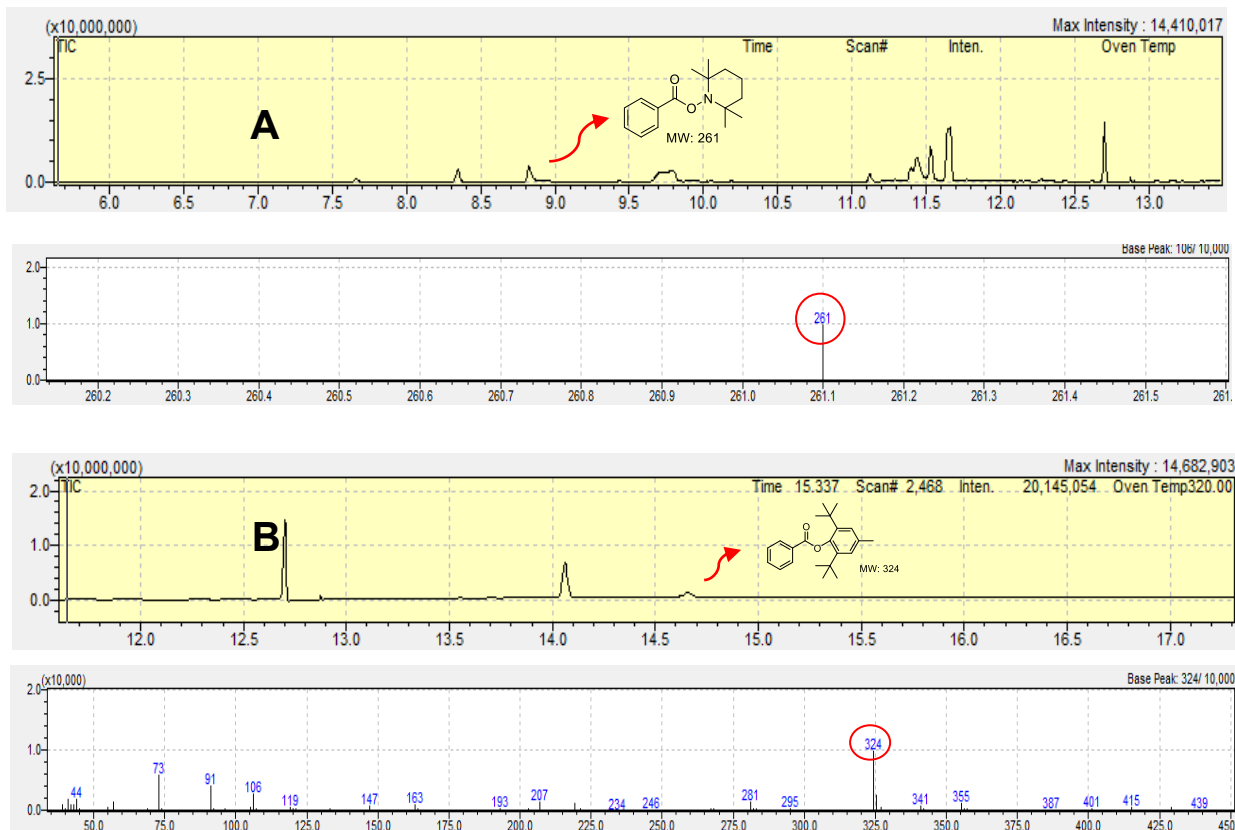 (x10,000,000) Max Intensity : 14,410,017
TIC Time Scan# Inten. Oven Temp
2.5
0.0
A
O
O N
MW: 261
6.0 6.5 7.0 7.5 8.0 8.5 9.0 9.5 10.0 10.5 11.0 11.5 12.0 12.5 13.0
Base Peak: 106/ 10,000
2.0
1.0
0.0
261
260.2 260.3 260.4 260.5 260.6 260.7 260.8 260.9 261.0 261.1 261.2 261.3 261.4 261.5 261.
(x10,000,000) Max Intensity : 14,682,903
TIC Time 15.337 Scan# 2,468 Inten. 20,145,054 Oven Temp320.00
2.0
1.0
0.0
B
O
O
MW: 324
12.0 12.5 13.0 13.5 14.0 14.5 15.0 15.5 16.0 16.5 17.0
(x10,000) Base Peak: 324/ 10,000
2.0
1.0
0.0
44 73 91 106 119 147 163 193 207 234 246 281 295 324 341 355 387 401 415 439
50.0 75.0 100.0 125.0 150.0 175.0 200.0 225.0 250.0 275.0 300.0 325.0 350.0 375.0 400.0 425.0 450